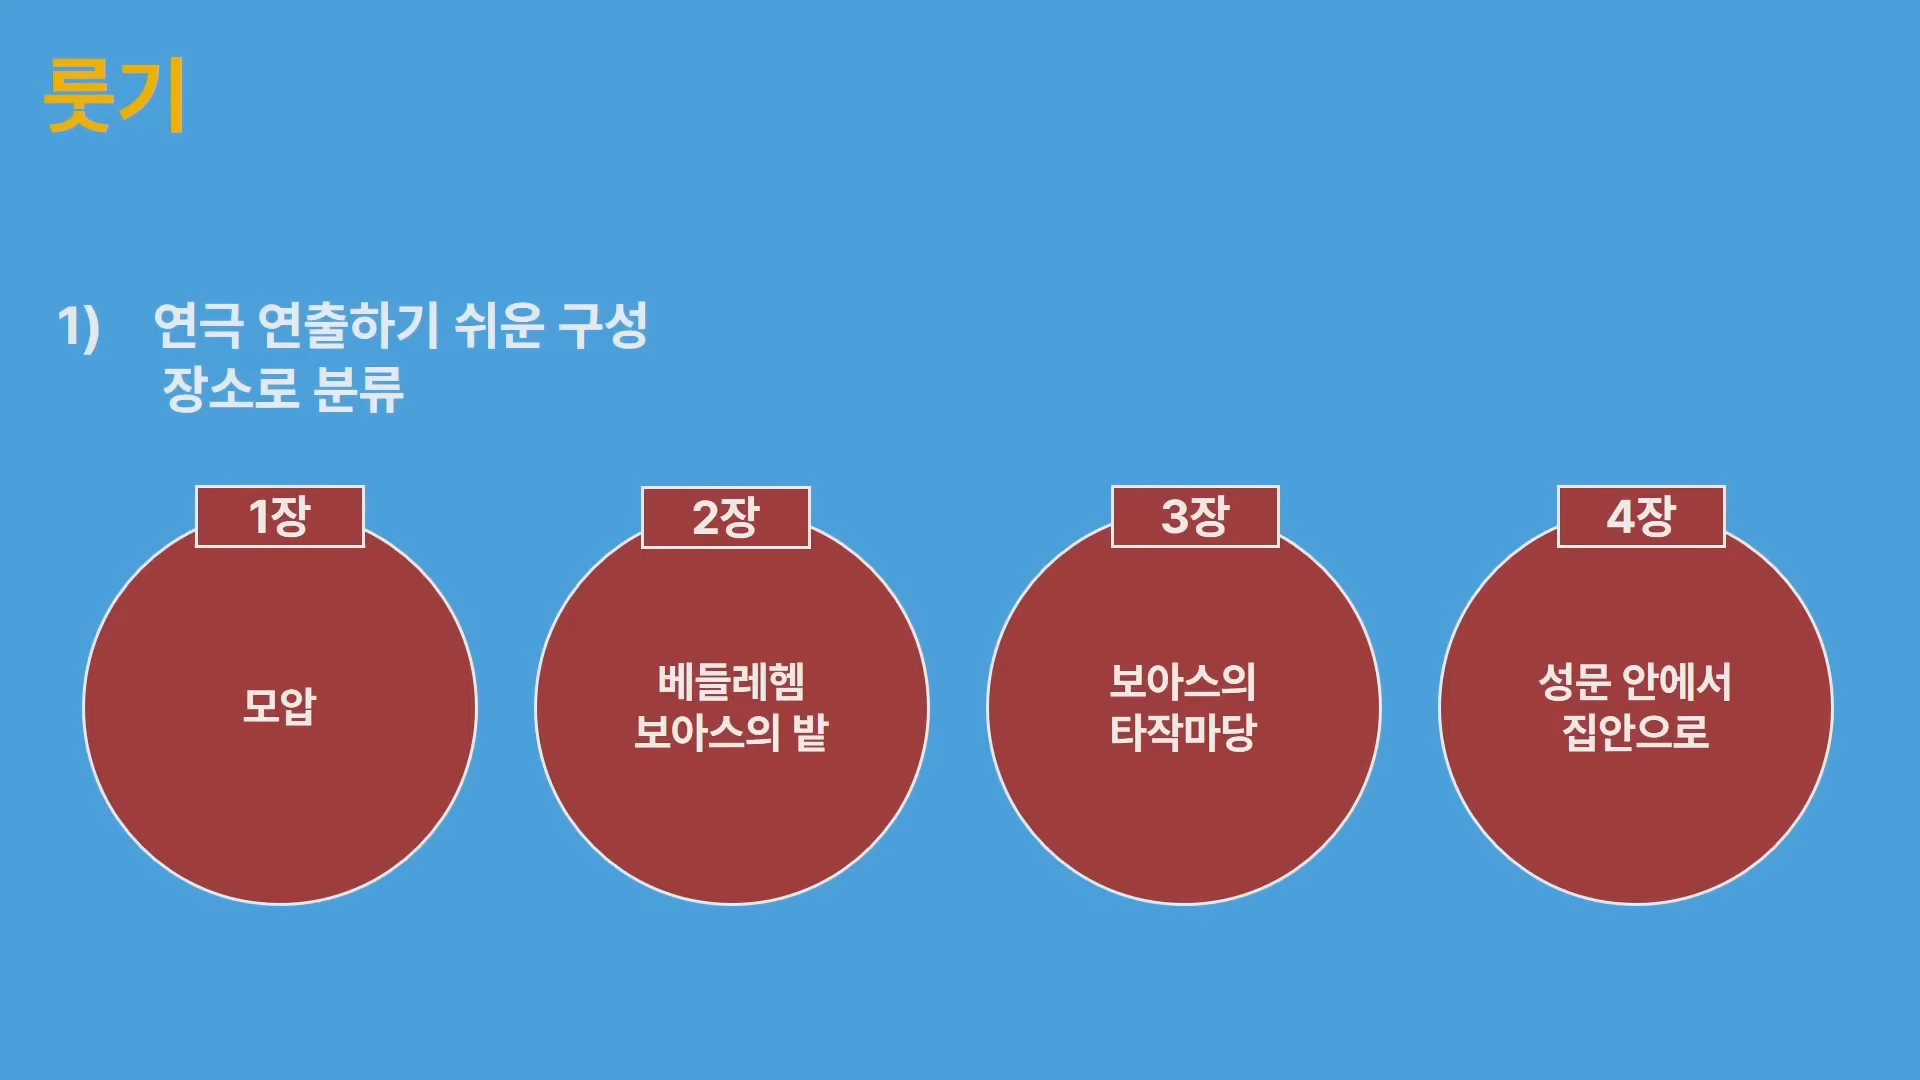 룻기
1) 연극 연출하기 쉬운 구성
장소로 분류
1장
모압
2장
베들레헴
보아스의 밭
3장
보아스의
타작마당
4장
성문 안에서
집안으로